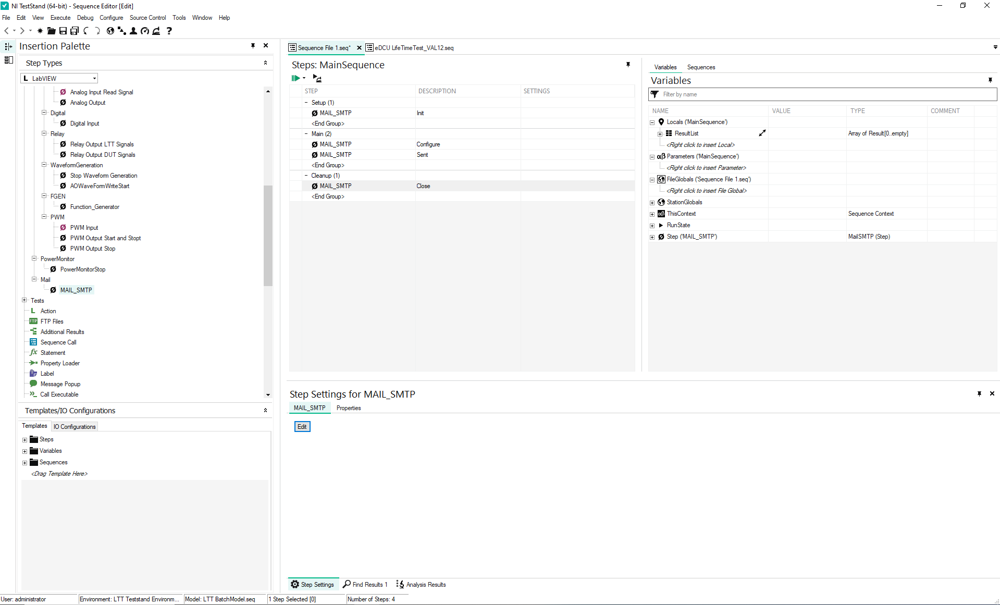 NI TestStand (64-bit) - Sequence Editor [Edit]
File Edit View Execute Debug Configure Source Control Tools Window Help
Insertion Palette
Step Types
L LabVIEW
Analog Input Read Signal
Analog Output
Digital
Digital Input
Relay
Relay Output LTT Signals
Relay Output DUT Signals
WaveformGeneration
Stop Waveform Generation
AOWaveFormWriteStart
FGEN
Function_Generator
PWM
PWM Input
PWM Output Start and Stopt
PWM Output Stop
PowerMonitor
PowerMonitorStop
Mail
MAIL_SMTP
Tests
L Action
FTP FTP Files
Additional Results
Sequence Call
fx Statement
Property Loader
Label
Message Popup
Call Executable
Templates/IO Configurations
Templates IO Configurations
Steps
Variables
Sequences
<Drag Template Here>
Sequence File 1.seq* eDCU LifeTimeTest_VAL12.seq
Steps: MainSequence
STEP DESCRIPTION SETTINGS
Setup (1)
MAIL_SMTP Init
<End Group>
Main (2)
MAIL_SMTP Configure
MAIL_SMTP Sent
<End Group>
Cleanup (1)
MAIL_SMTP Close
<End Group>
Variables Sequences
Variables
Filter by name
NAME VALUE TYPE COMMENT
Locals ('MainSequence')
ResultList Array of Result[0..empty]
<Right click to insert Local>
αβ Parameters ('MainSequence')
<Right click to insert Parameter>
FileGlobals ('Sequence File 1.seq')
<Right click to insert File Global>
StationGlobals
αβ ThisContext Sequence Context
RunState
Step ('MAIL_SMTP') MailSMTP (Step)
Step Settings for MAIL_SMTP
MAIL_SMTP Properties
Edit
Step Settings Find Results 1 Analysis Results
User: administrator Environment: LTT Teststand Environm... Model: LTT BatchModel.seq 1 Step Selected [0] Number of Steps: 4